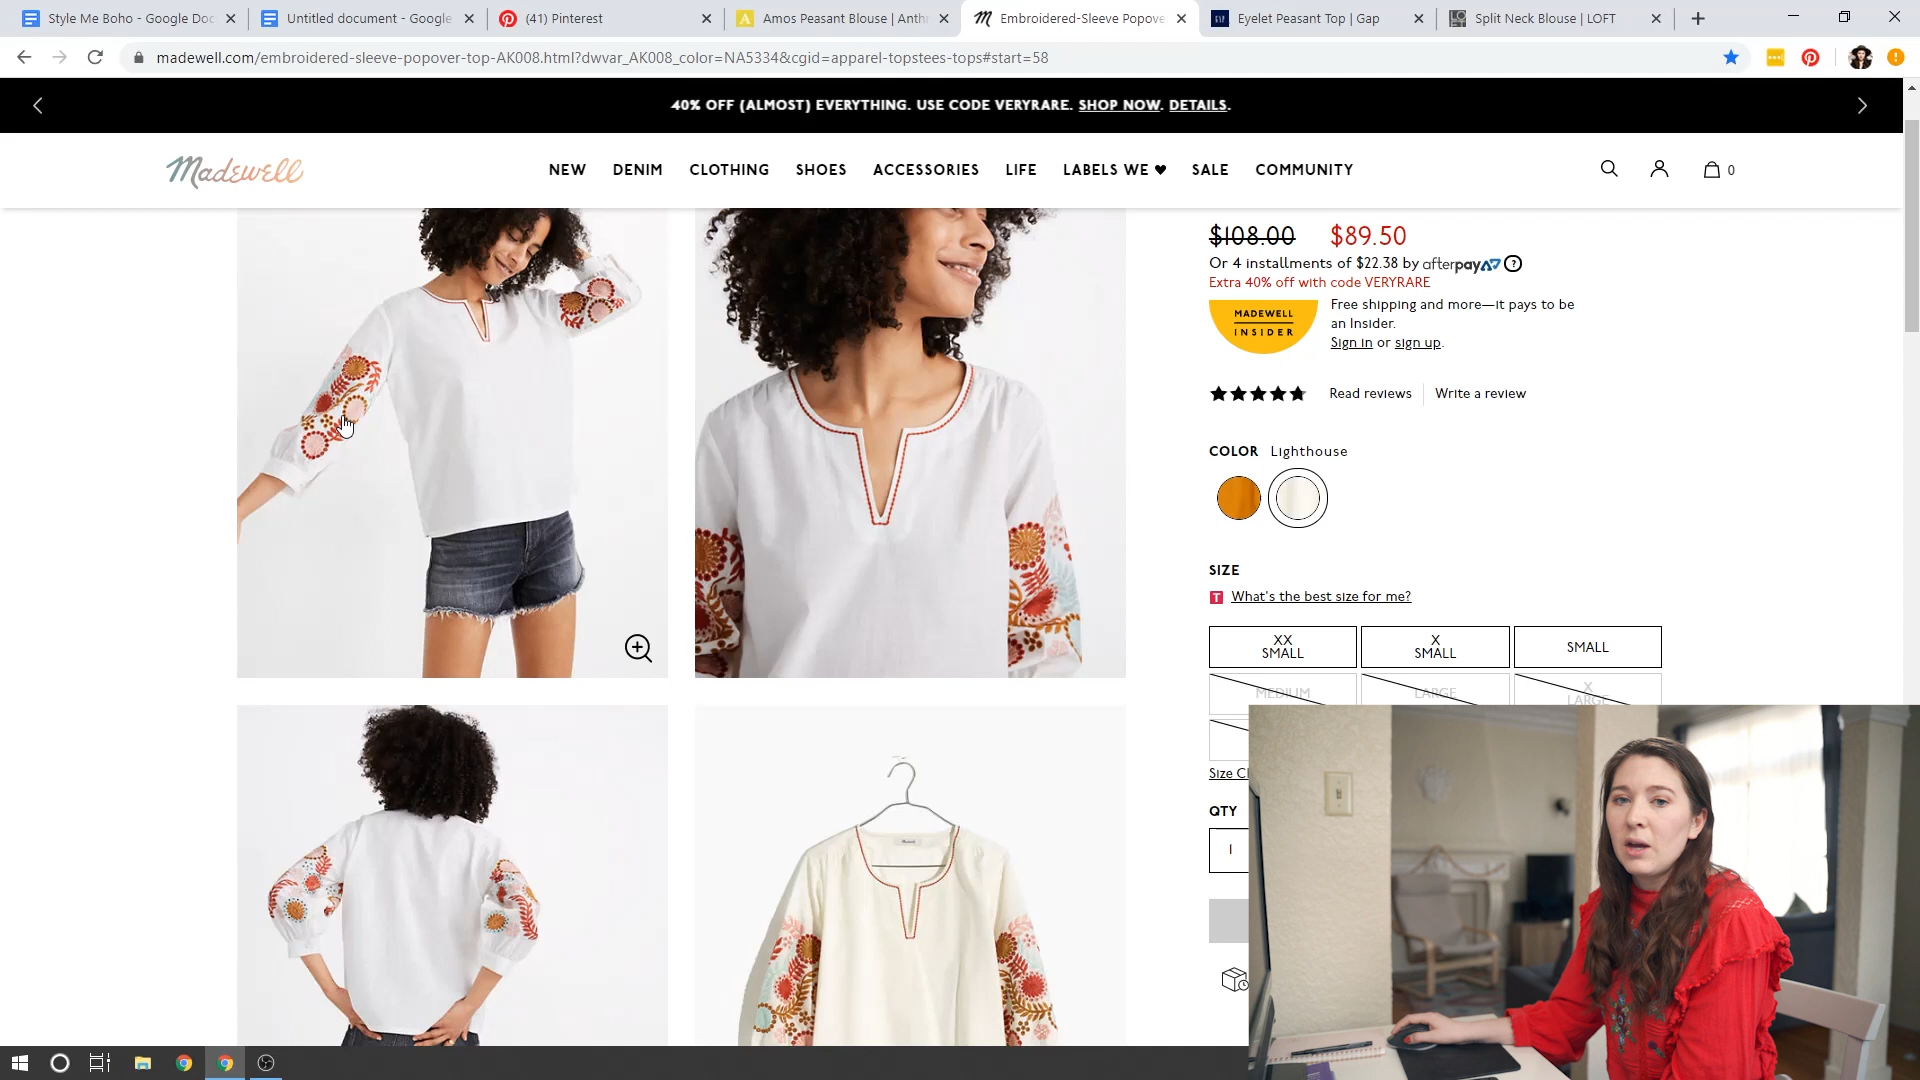 Style Me Boho - Google Doc
Untitled document - Google
(41) Pinterest
Amos Peasant Blouse | Anth
Embroidered-Sleeve Popove
Eyelet Peasant Top | Gap
Split Neck Blouse | LOFT
madewell.com/embroidered-sleeve-popover-top-AK008.html?dwvar_AK008_color=NA5334&cgid=apparel-topstees-tops#start=58
40% OFF (ALMOST) EVERYTHING. USE CODE VERYRARE. SHOP NOW. DETAILS.
Madewell
NEW DENIM CLOTHING SHOES ACCESSORIES LIFE LABELS WE ♥ SALE COMMUNITY
0
$108.00 $89.50
Or 4 installments of $22.38 by afterpay ?
Extra 40% off with code VERYRARE
MADEWELL
INSIDER
Free shipping and more—it pays to be
an Insider.
Sign in or sign up.
Read reviews Write a review
COLOR Lighthouse
SIZE
T What's the best size for me?
XX
SMALL
X
SMALL
SMALL
MEDIUM
LARGE
X
LARGE
Size C
QTY
1